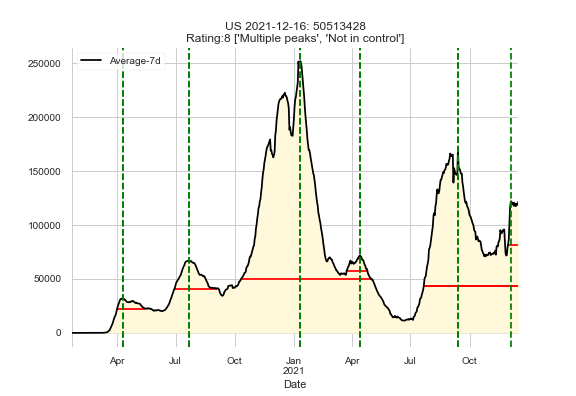 US 2021-12-16: 50513428
Rating:8 ['Multiple peaks', 'Not in control']
Average-7d
250000
200000
150000
100000
50000
0
Apr Jul Oct Jan Apr Jul Oct
2021
Date